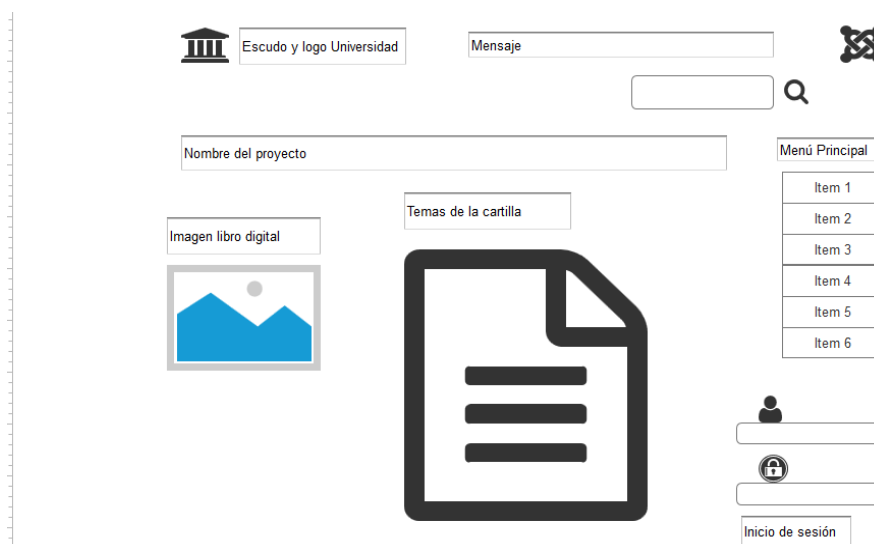 Escudo y logo Universidad
Mensaje
Nombre del proyecto
Menú Principal
Item 1
Item 2
Item 3
Item 4
Item 5
Item 6
Temas de la cartilla
Imagen libro digital
Inicio de sesión